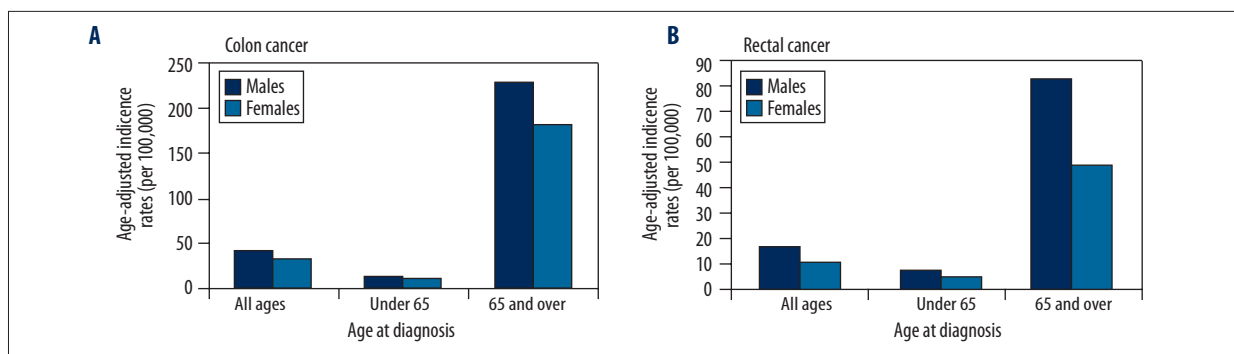 A
Colon cancer
250
200
150
100
50
0
Age-adjusted indicence
rates (per 100,000)
Males
Females
All ages
Under 65
65 and over
Age at diagnosis
B
Rectal cancer
90
80
70
60
50
40
30
20
10
0
Age-adjusted indicence
rates (per 100,000)
Males
Females
All ages
Under 65
65 and over
Age at diagnosis